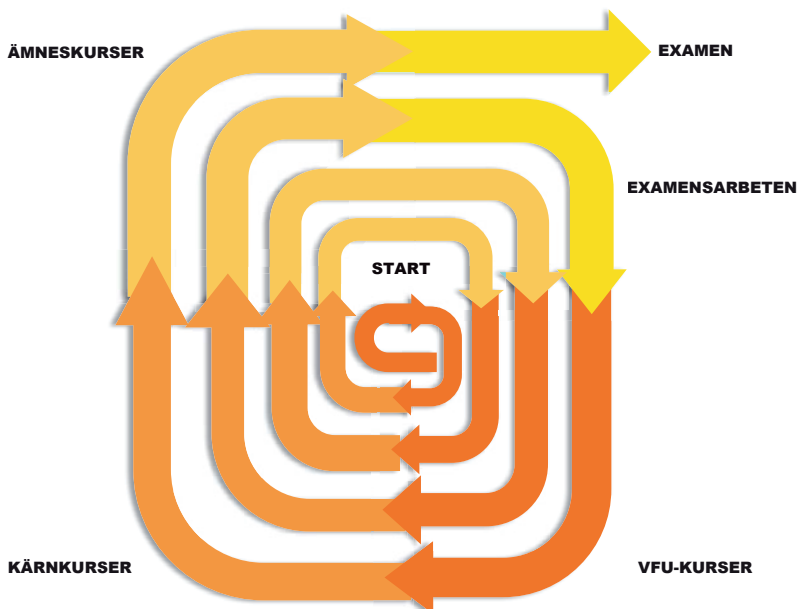 ÄMNESKURSER
EXAMEN
EXAMENSARBETEN
START
KÄRNKURSER
VFU-KURSER